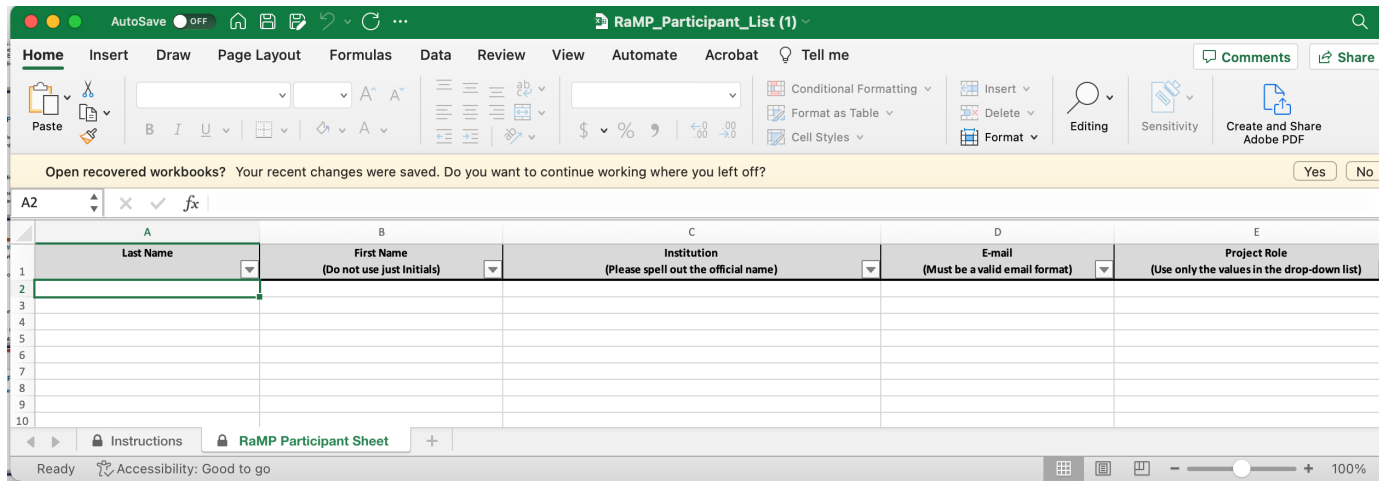 AutoSave OFF RaMP_Participant_List (1)
Home Insert Draw Page Layout Formulas Data Review View Automate Acrobat Tell me Comments Share
Paste
B I U A A A
ab
$ % 9 .00 .00
Conditional Formatting
Format as Table
Cell Styles
Insert
Delete
Format
Editing
Sensitivity
Create and Share
Adobe PDF
Open recovered workbooks? Your recent changes were saved. Do you want to continue working where you left off? Yes No
A2 fx
A B C D E
1
Last Name
First Name
(Do not use just Initials)
Institution
(Please spell out the official name)
E-mail
(Must be a valid email format)
Project Role
(Use only the values in the drop-down list)
2
3
4
5
6
7
8
9
10
Instructions RaMP Participant Sheet +
Ready Accessibility: Good to go 100%